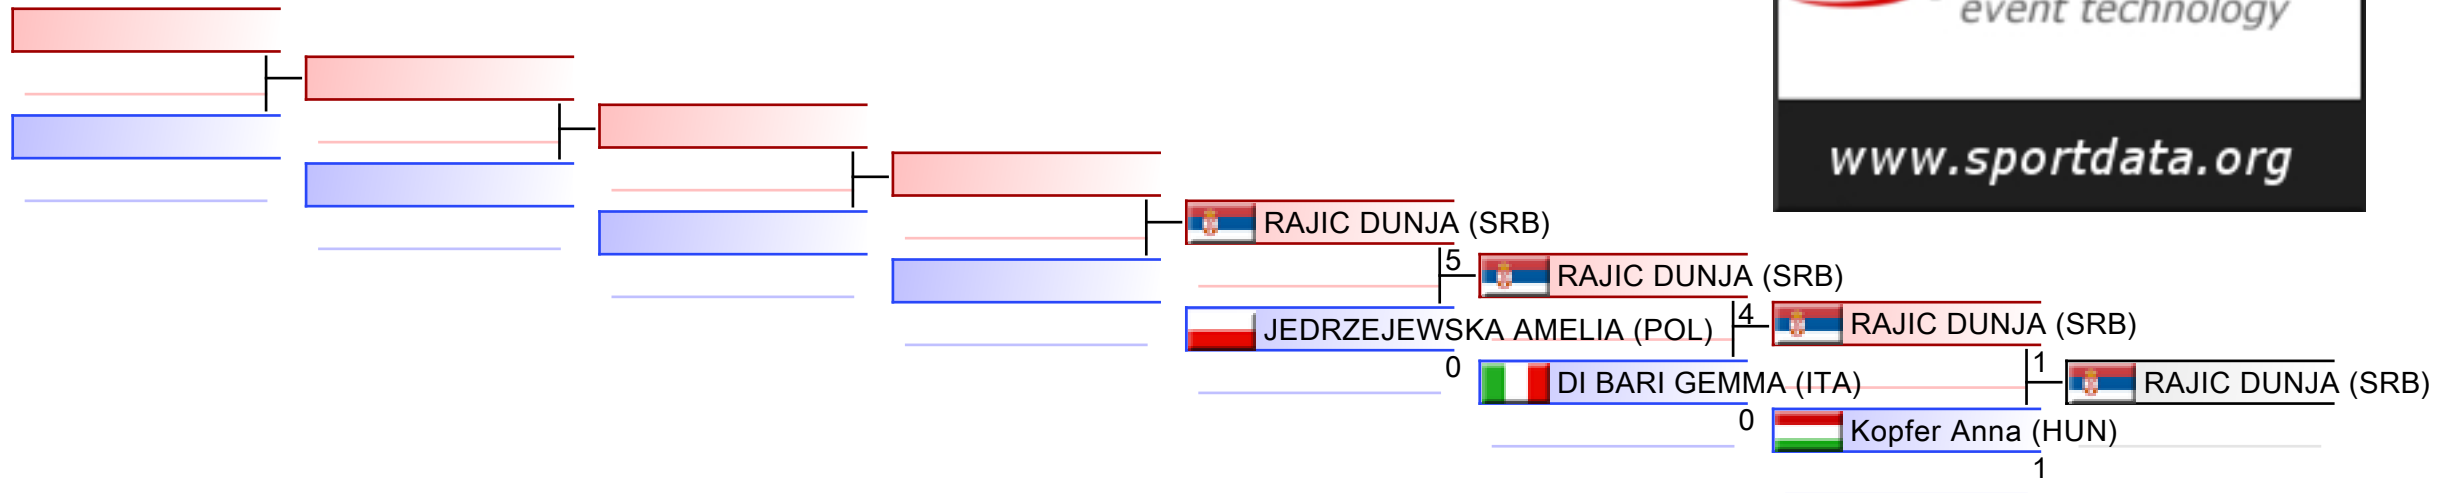 event technology
www.sportdata.org
RAJIC DUNJA (SRB)
5
RAJIC DUNJA (SRB)
JEDRZEJEWSKA AMELIA (POL)
4
RAJIC DUNJA (SRB)
0
DI BARI GEMMA (ITA)
1
RAJIC DUNJA (SRB)
0
Kopfer Anna (HUN)
1